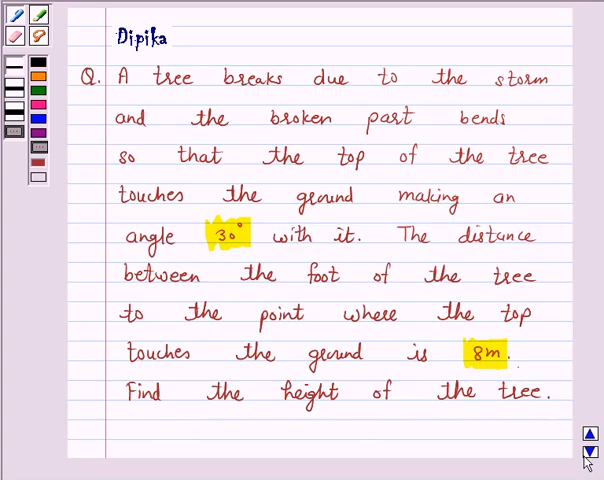 Dipika
Q. A tree breaks due to the storm
and the broken part bends
so that the top of the tree
touches the ground making an
angle 30° with it. The distance
between the foot of the tree
to the point where the top
touches the ground is 8m.
Find the height of the tree.